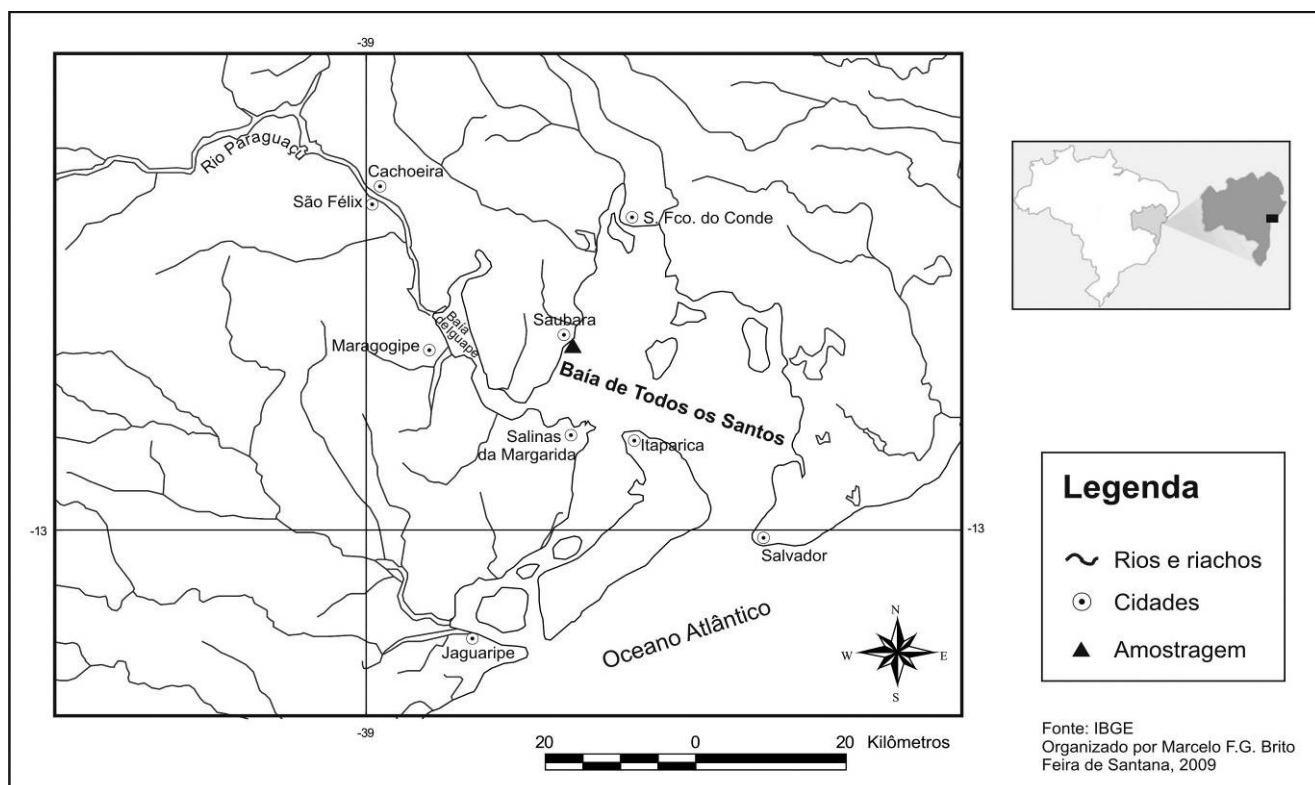 -39
Rio Paraguaçu
Cachoeira
São Félix
S. Fco. do Conde
Baía
de Iguape
Saubara
Maragogipe
Baía de Todos os Santos
Salinas
da Margarida
Itaparica
-13
-13
Salvador
Oceano Atlântico
Jaguaripe
N
W
E
S
-39
20
0
20
Kilômetros
Legenda
Rios e riachos
Cidades
Amostragem
Fonte: IBGE
Organizado por Marcelo F.G. Brito
Feira de Santana, 2009